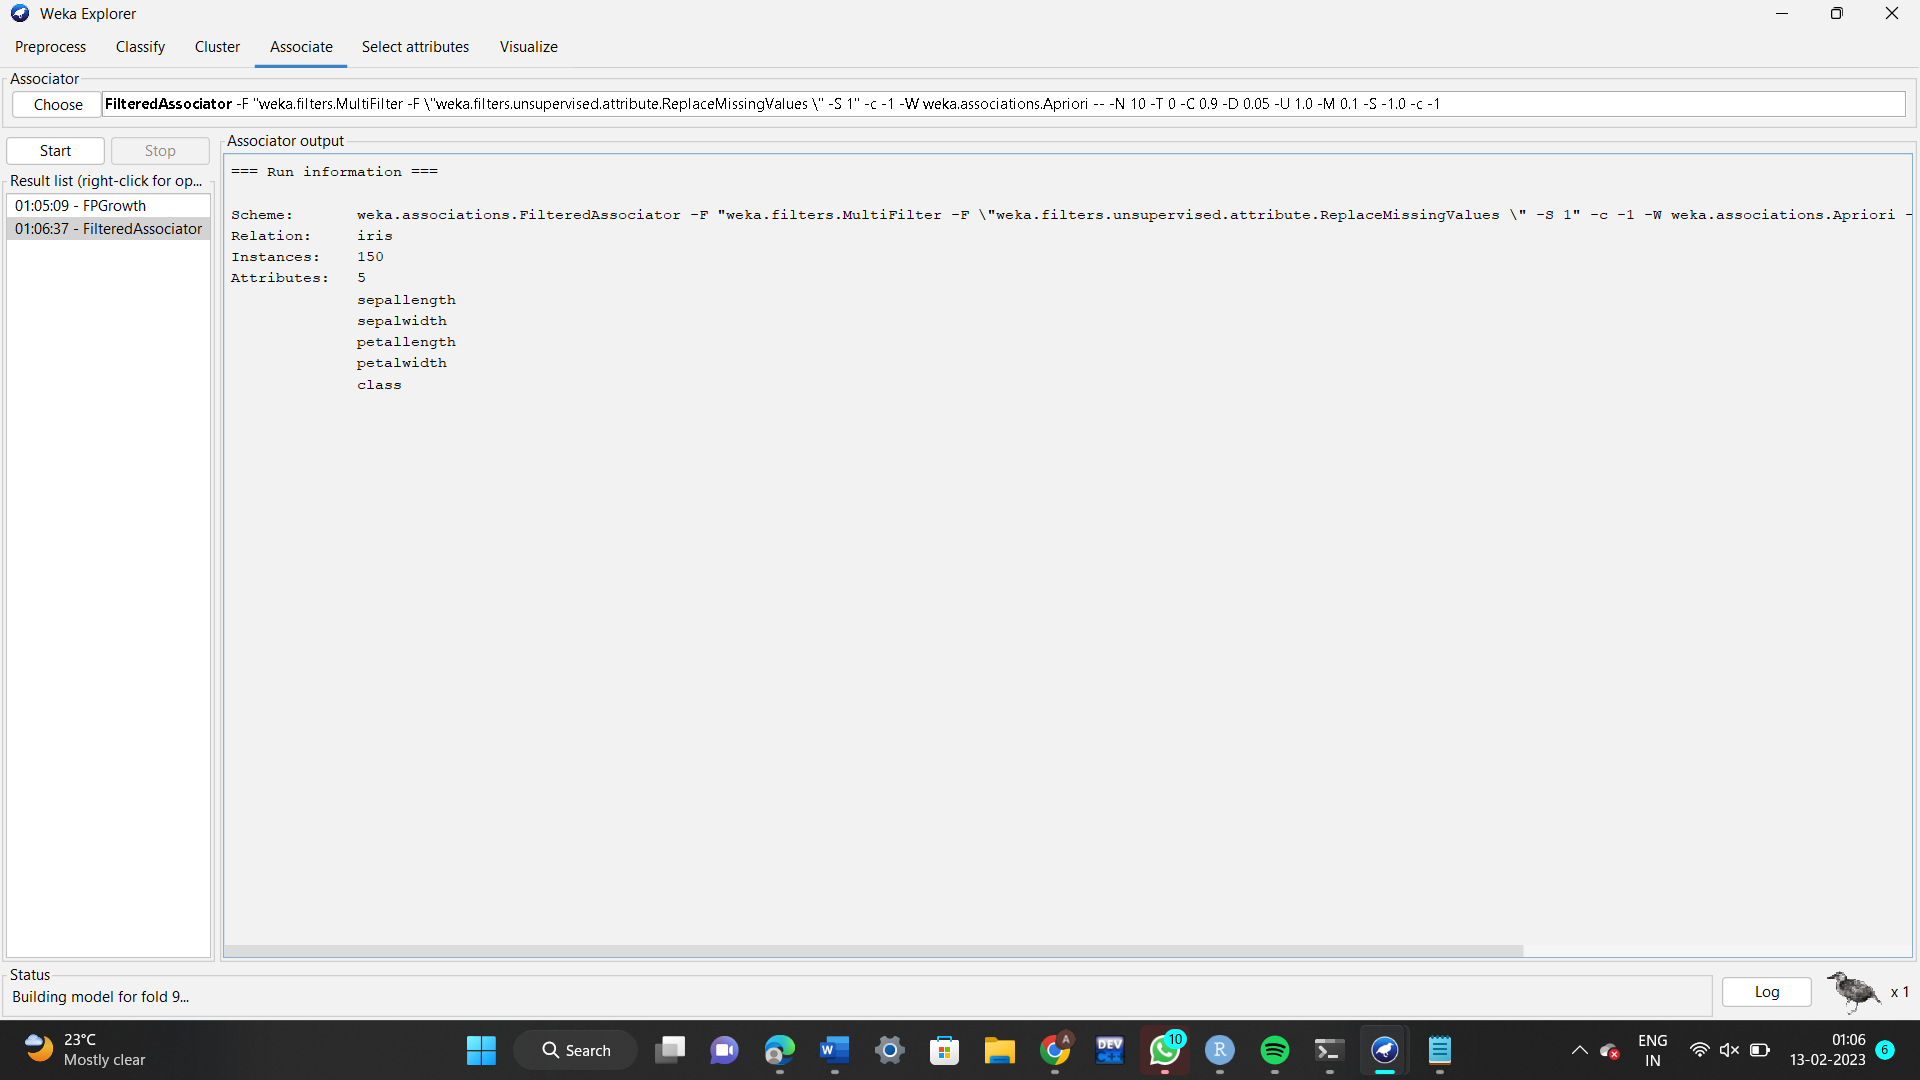 Weka Explorer
Preprocess Classify Cluster Associate Select attributes Visualize
Associator
Choose FilteredAssociator -F "weka.filters.MultiFilter -F \"weka.filters.unsupervised.attribute.ReplaceMissingValues \" -S 1" -c -1 -W weka.associations.Apriori -- -N 10 -T 0 -C 0.9 -D 0.05 -U 1.0 -M 0.1 -S -1.0 -c -1
Start Stop
Result list (right-click for op...
01:05:09 - FPGrowth
01:06:37 - FilteredAssociator
Associator output
=== Run information ===
Scheme: weka.associations.FilteredAssociator -F "weka.filters.MultiFilter -F \"weka.filters.unsupervised.attribute.ReplaceMissingValues \" -S 1" -c -1 -W weka.associations.Apriori -
Relation: iris
Instances: 150
Attributes: 5
sepallength
sepalwidth
petallength
petalwidth
class
Status
Building model for fold 9...
Log
x 1
23°C
Mostly clear
Search
W
A
DEV
C++
10
R
ENG
IN
01:06
13-02-2023
6